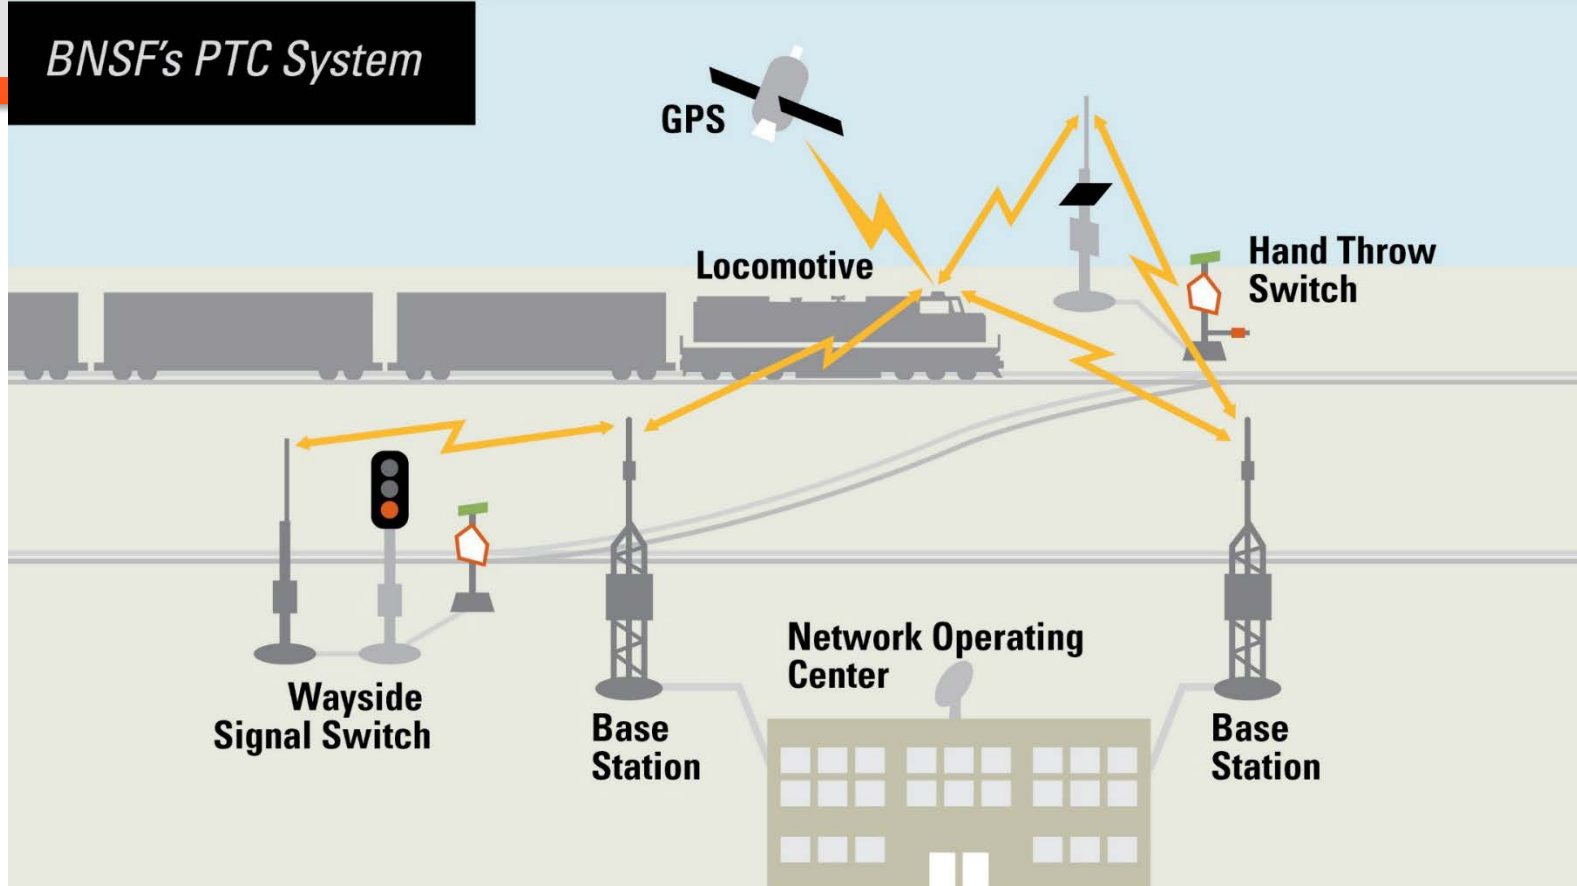 BNSF's PTC System
GPS
Locomotive
Hand Throw
Switch
Network Operating
Center
Wayside
Signal Switch
Base
Station
Base
Station